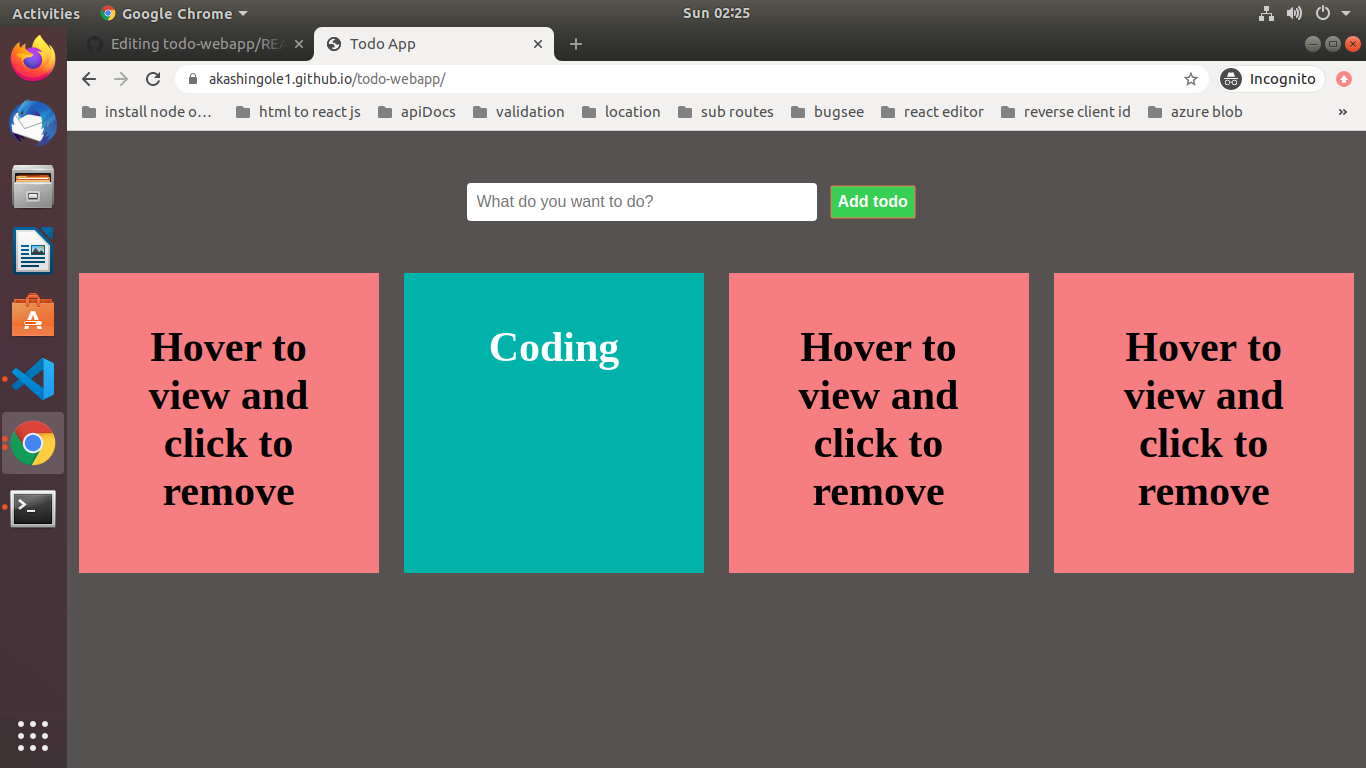 Activities Google Chrome Sun 02:25
Editing todo-webapp/REA Todo App
akashingole1.github.io/todo-webapp/ Incognito
install node o… html to react js apiDocs validation location sub routes bugsee react editor reverse client id azure blob »
What do you want to do? Add todo
Hover to
view and
click to
remove
Coding
Hover to
view and
click to
remove
Hover to
view and
click to
remove